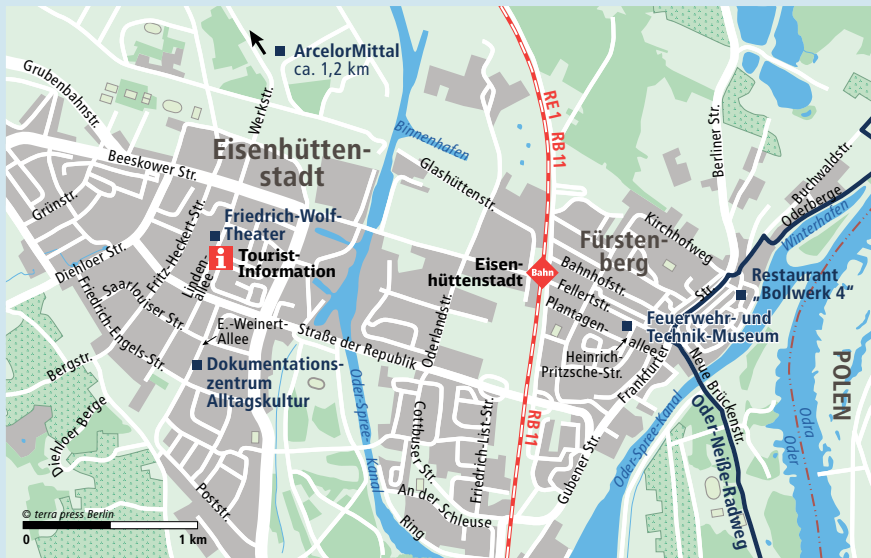 ArcelorMittal
ca. 1,2 km
Grubenbahnstr.
Werkstr.
Beeskower Str.
Eisenhütten-
stadt
Binnenhafen
Glashüttenstr.
RE 1 RB 11
Berliner Str.
Buchwaldstr.
Oderberge
Winterhafen
Kirchhofweg
Grünstr.
Friedrich-Wolf-
Theater
Fritz-Heckert-Str.
i
Tourist-
Information
Linden-
allee
Diehloer Str.
Saarlouiser Str.
Friedrich-Engels-Str.
Eisen-
hüttenstadt
Bahn
Fürsten-
berg
Bahnhofstr.
Fellertstr.
Plantagen-
allee
Str.
Restaurant
„Bollwerk 4“
Feuerwehr- und
Technik-Museum
Heinrich-
Pritzsche-Str.
Frankfurter
E.-Weinert-
Allee
Straße der Republik
Oderlandstr.
Bergstr.
Dokumentations-
zentrum
Alltagskultur
Oder-Spree-
Kanal
Cottbuser Str.
Friedrich-List-Str.
RB 11
Gubener Str.
Oder-Spree-Kanal
Neue Brückenstr.
Oder-Neiße-Radweg
Odra
Oder
POLEN
Diehloer Berge
Poststr.
An der Schleuse
Ring
© terra press Berlin
0 1 km